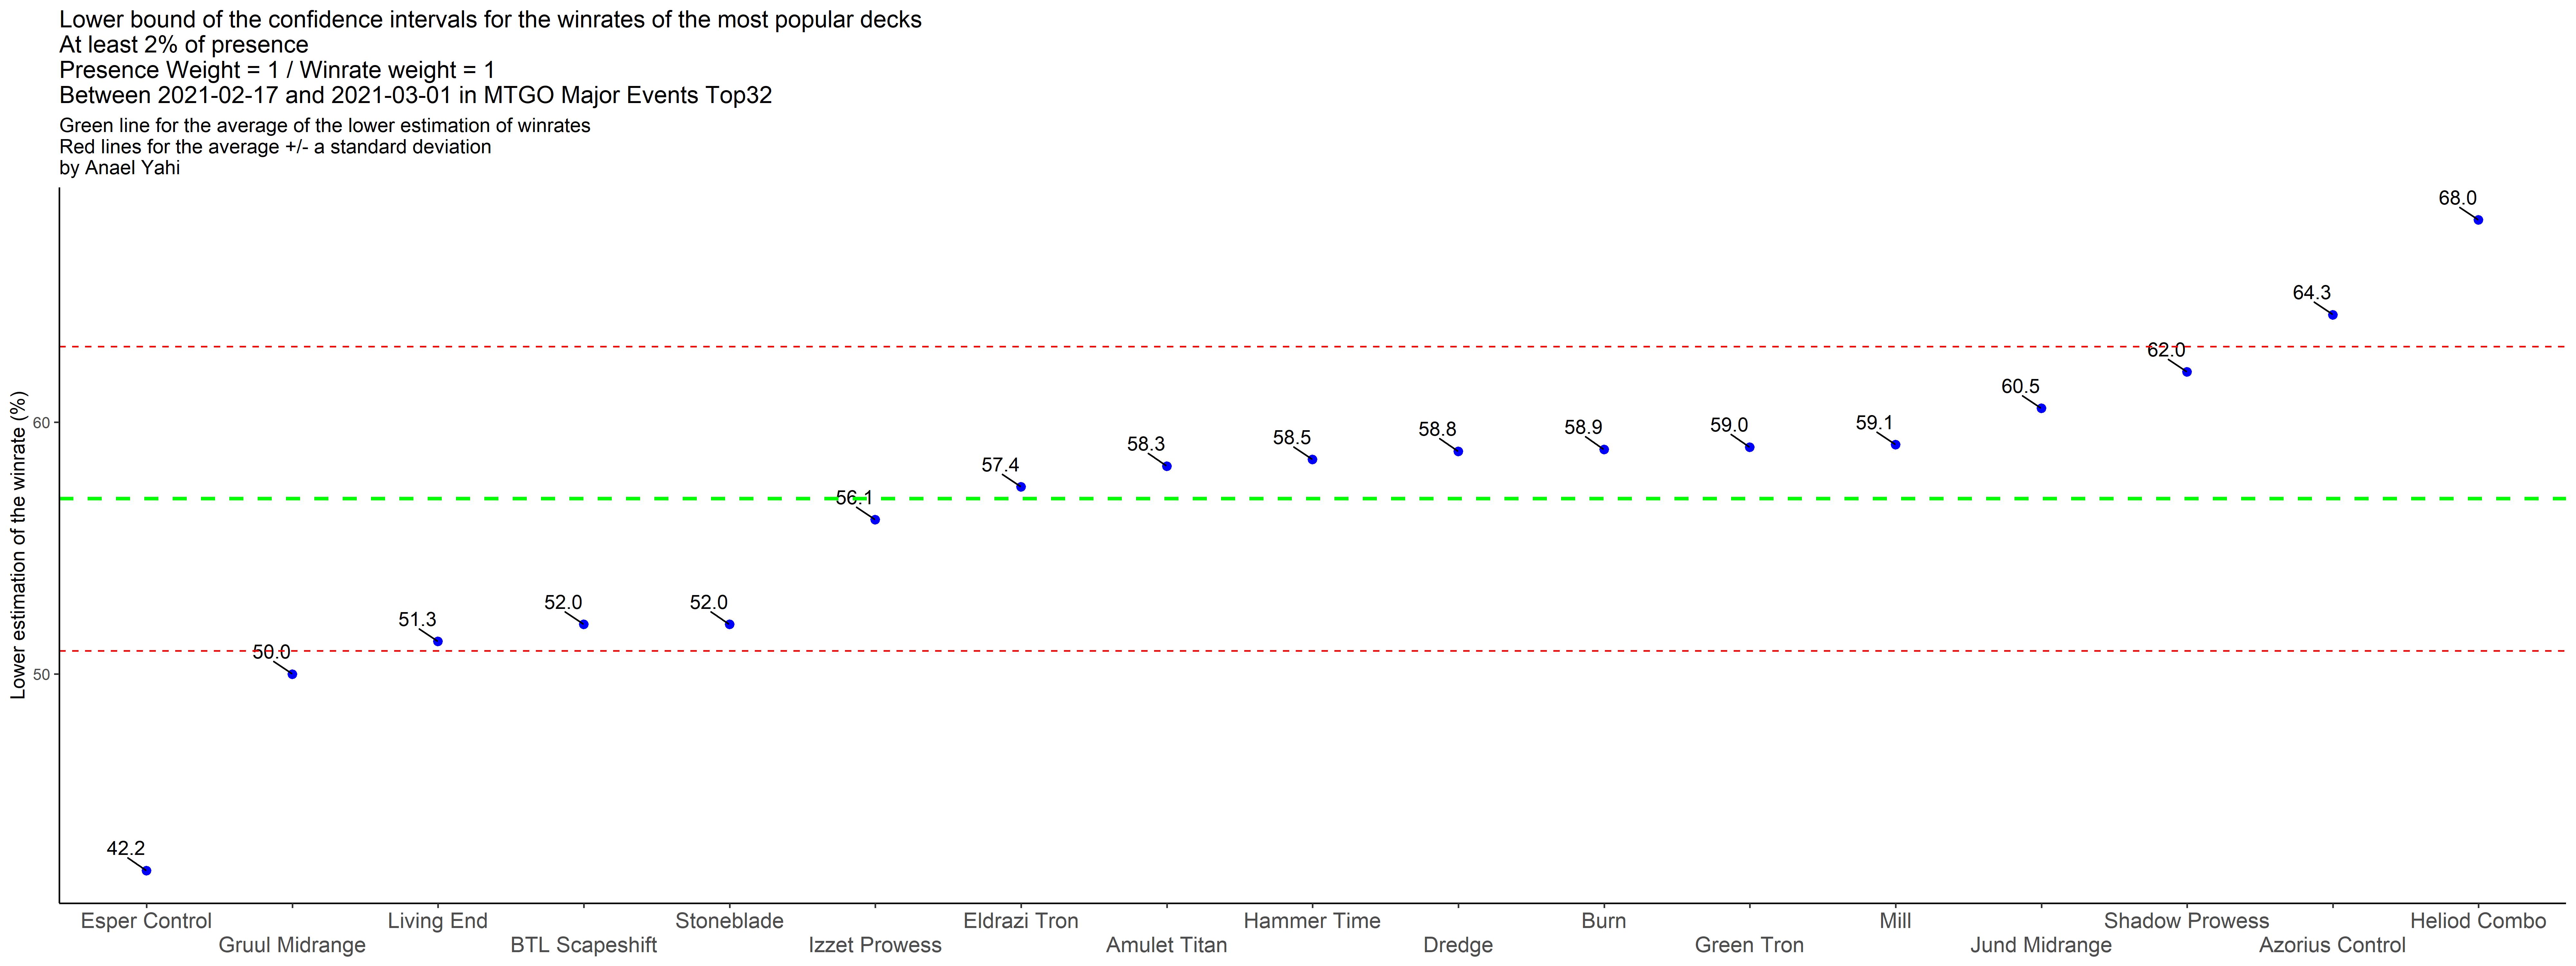 Lower bound of the confidence intervals for the winrates of the most popular decks
At least 2% of presence
Presence Weight = 1 / Winrate weight = 1
Between 2021-02-17 and 2021-03-01 in MTGO Major Events Top32
Green line for the average of the lower estimation of winrates
Red lines for the average +/- a standard deviation
by Anael Yahi
Lower estimation of the winrate (%)
60
50
42.2
50.0
51.3
52.0
52.0
56.1
57.4
58.3
58.5
58.8
58.9
59.0
59.1
60.5
62.0
64.3
68.0
Esper Control
Gruul Midrange
Living End
BTL Scapeshift
Stoneblade
Izzet Prowess
Eldrazi Tron
Amulet Titan
Hammer Time
Dredge
Burn
Green Tron
Mill
Jund Midrange
Shadow Prowess
Azorius Control
Heliod Combo